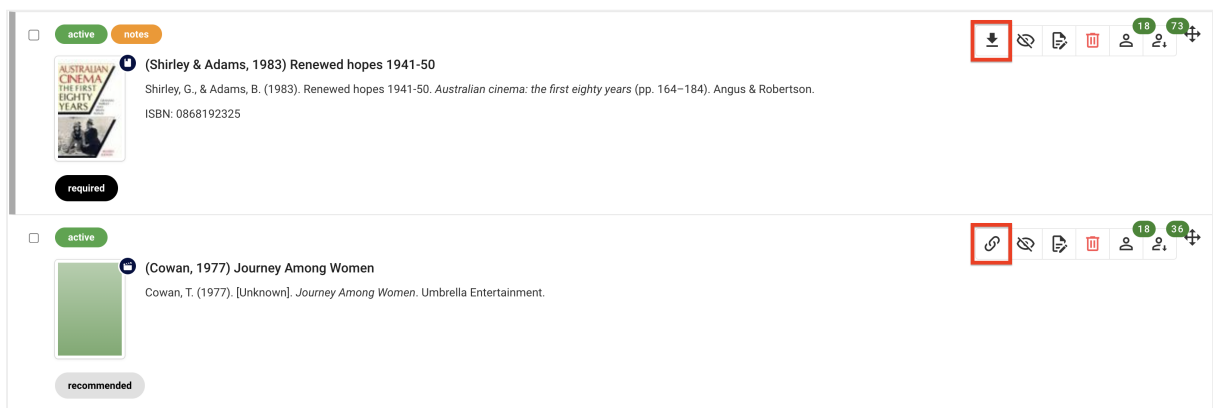 active notes
18 73
AUSTRALIAN
CINEMA
THE FIRST
EIGHTY
YEARS
(Shirley & Adams, 1983) Renewed hopes 1941-50
Shirley, G., & Adams, B. (1983). Renewed hopes 1941-50. Australian cinema: the first eighty years (pp. 164–184). Angus & Robertson.
ISBN: 0868192325
required
active
18 36
(Cowan, 1977) Journey Among Women
Cowan, T. (1977). [Unknown]. Journey Among Women. Umbrella Entertainment.
recommended